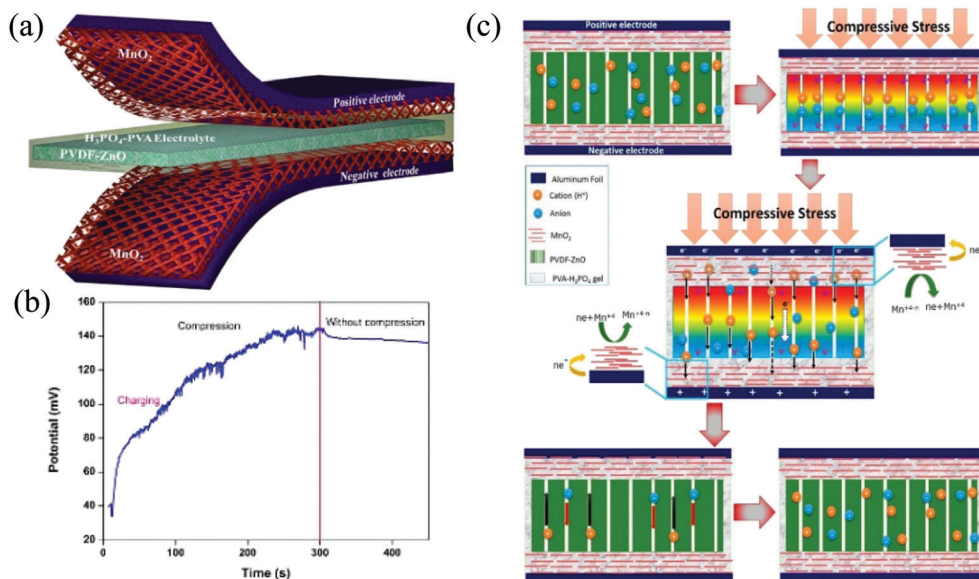 (a)
MnO₂
Positive electrode
H₃PO₄-PVA Electrolyte
PVDF-ZnO
Negative electrode
MnO₂
(b)
160
140
120
100
80
60
40
20
Potential (mV)
Compression
Without compression
Charging
0
100
200
300
400
Time (s)
(c)
Positive electrode
Negative electrode
Compressive Stress
Aluminum Foil
Cation (H⁺)
Anion
MnO₂
PVDF-ZnO
PVA-H₃PO₄ gel
Compressive Stress
e⁻ e⁻ e⁻ e⁻ e⁻ e⁻ e⁻
ne⁻
Mn⁺⁴⁻ⁿ
ne+Mn⁺⁴
ne+Mn⁺⁴
Mn⁺⁴⁻ⁿ
ne⁻
+ + + + + + + +